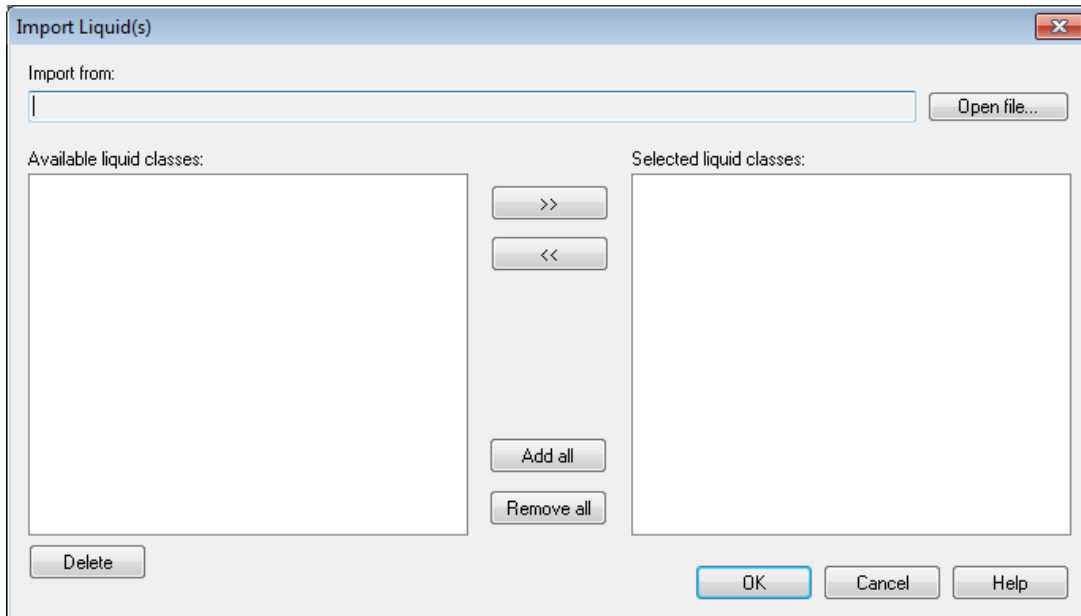 Import Liquid(s)
Import from:
Open file...
Available liquid classes:
Selected liquid classes:
>>
<<
Add all
Remove all
Delete
OK
Cancel
Help